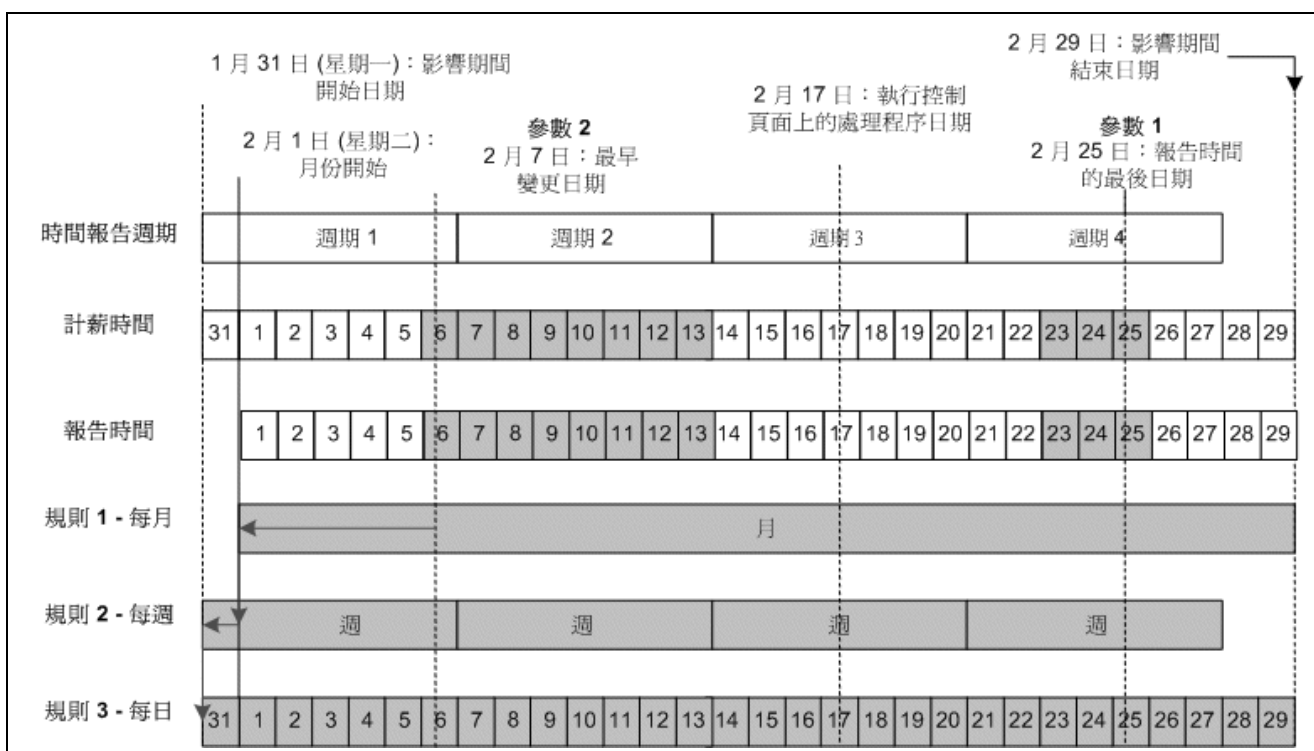 1 月 31 日 (星期一)：影響期間
開始日期
2 月 1 日 (星期二)：
月份開始
參數 2
2 月 7 日：最早
變更日期
2 月 17 日：執行控制
頁面上的處理程序日期
2 月 29 日：影響期間
結束日期
參數 1
2 月 25 日：報告時間
的最後日期
時間報告週期 週期 1 週期 2 週期 3 週期 4
計薪時間 31 1 2 3 4 5 6 7 8 9 10 11 12 13 14 15 16 17 18 19 20 21 22 23 24 25 26 27 28 29
報告時間 1 2 3 4 5 6 7 8 9 10 11 12 13 14 15 16 17 18 19 20 21 22 23 24 25 26 27 28 29
規則 1 - 每月 月
規則 2 - 每週 週 週 週 週
規則 3 - 每日 31 1 2 3 4 5 6 7 8 9 10 11 12 13 14 15 16 17 18 19 20 21 22 23 24 25 26 27 28 29